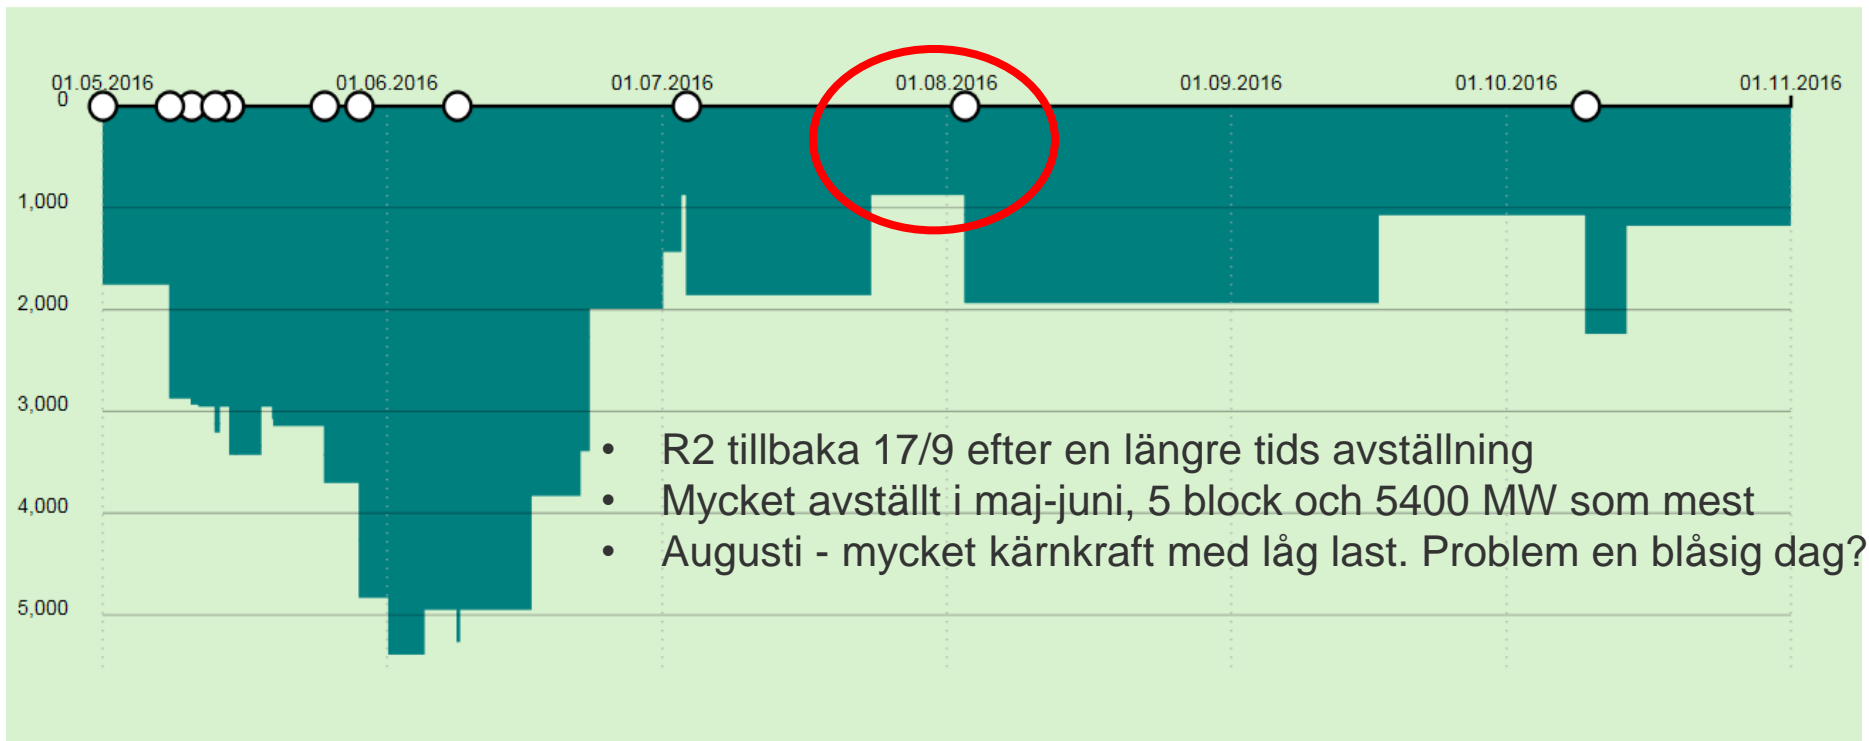 01.05.2016 01.06.2016 01.07.2016 01.08.2016 01.09.2016 01.10.2016 01.11.2016
0
1,000
2,000
3,000
4,000
5,000
• R2 tillbaka 17/9 efter en längre tids avställning
• Mycket avställt i maj-juni, 5 block och 5400 MW som mest
• Augusti - mycket kärnkraft med låg last. Problem en blåsig dag?